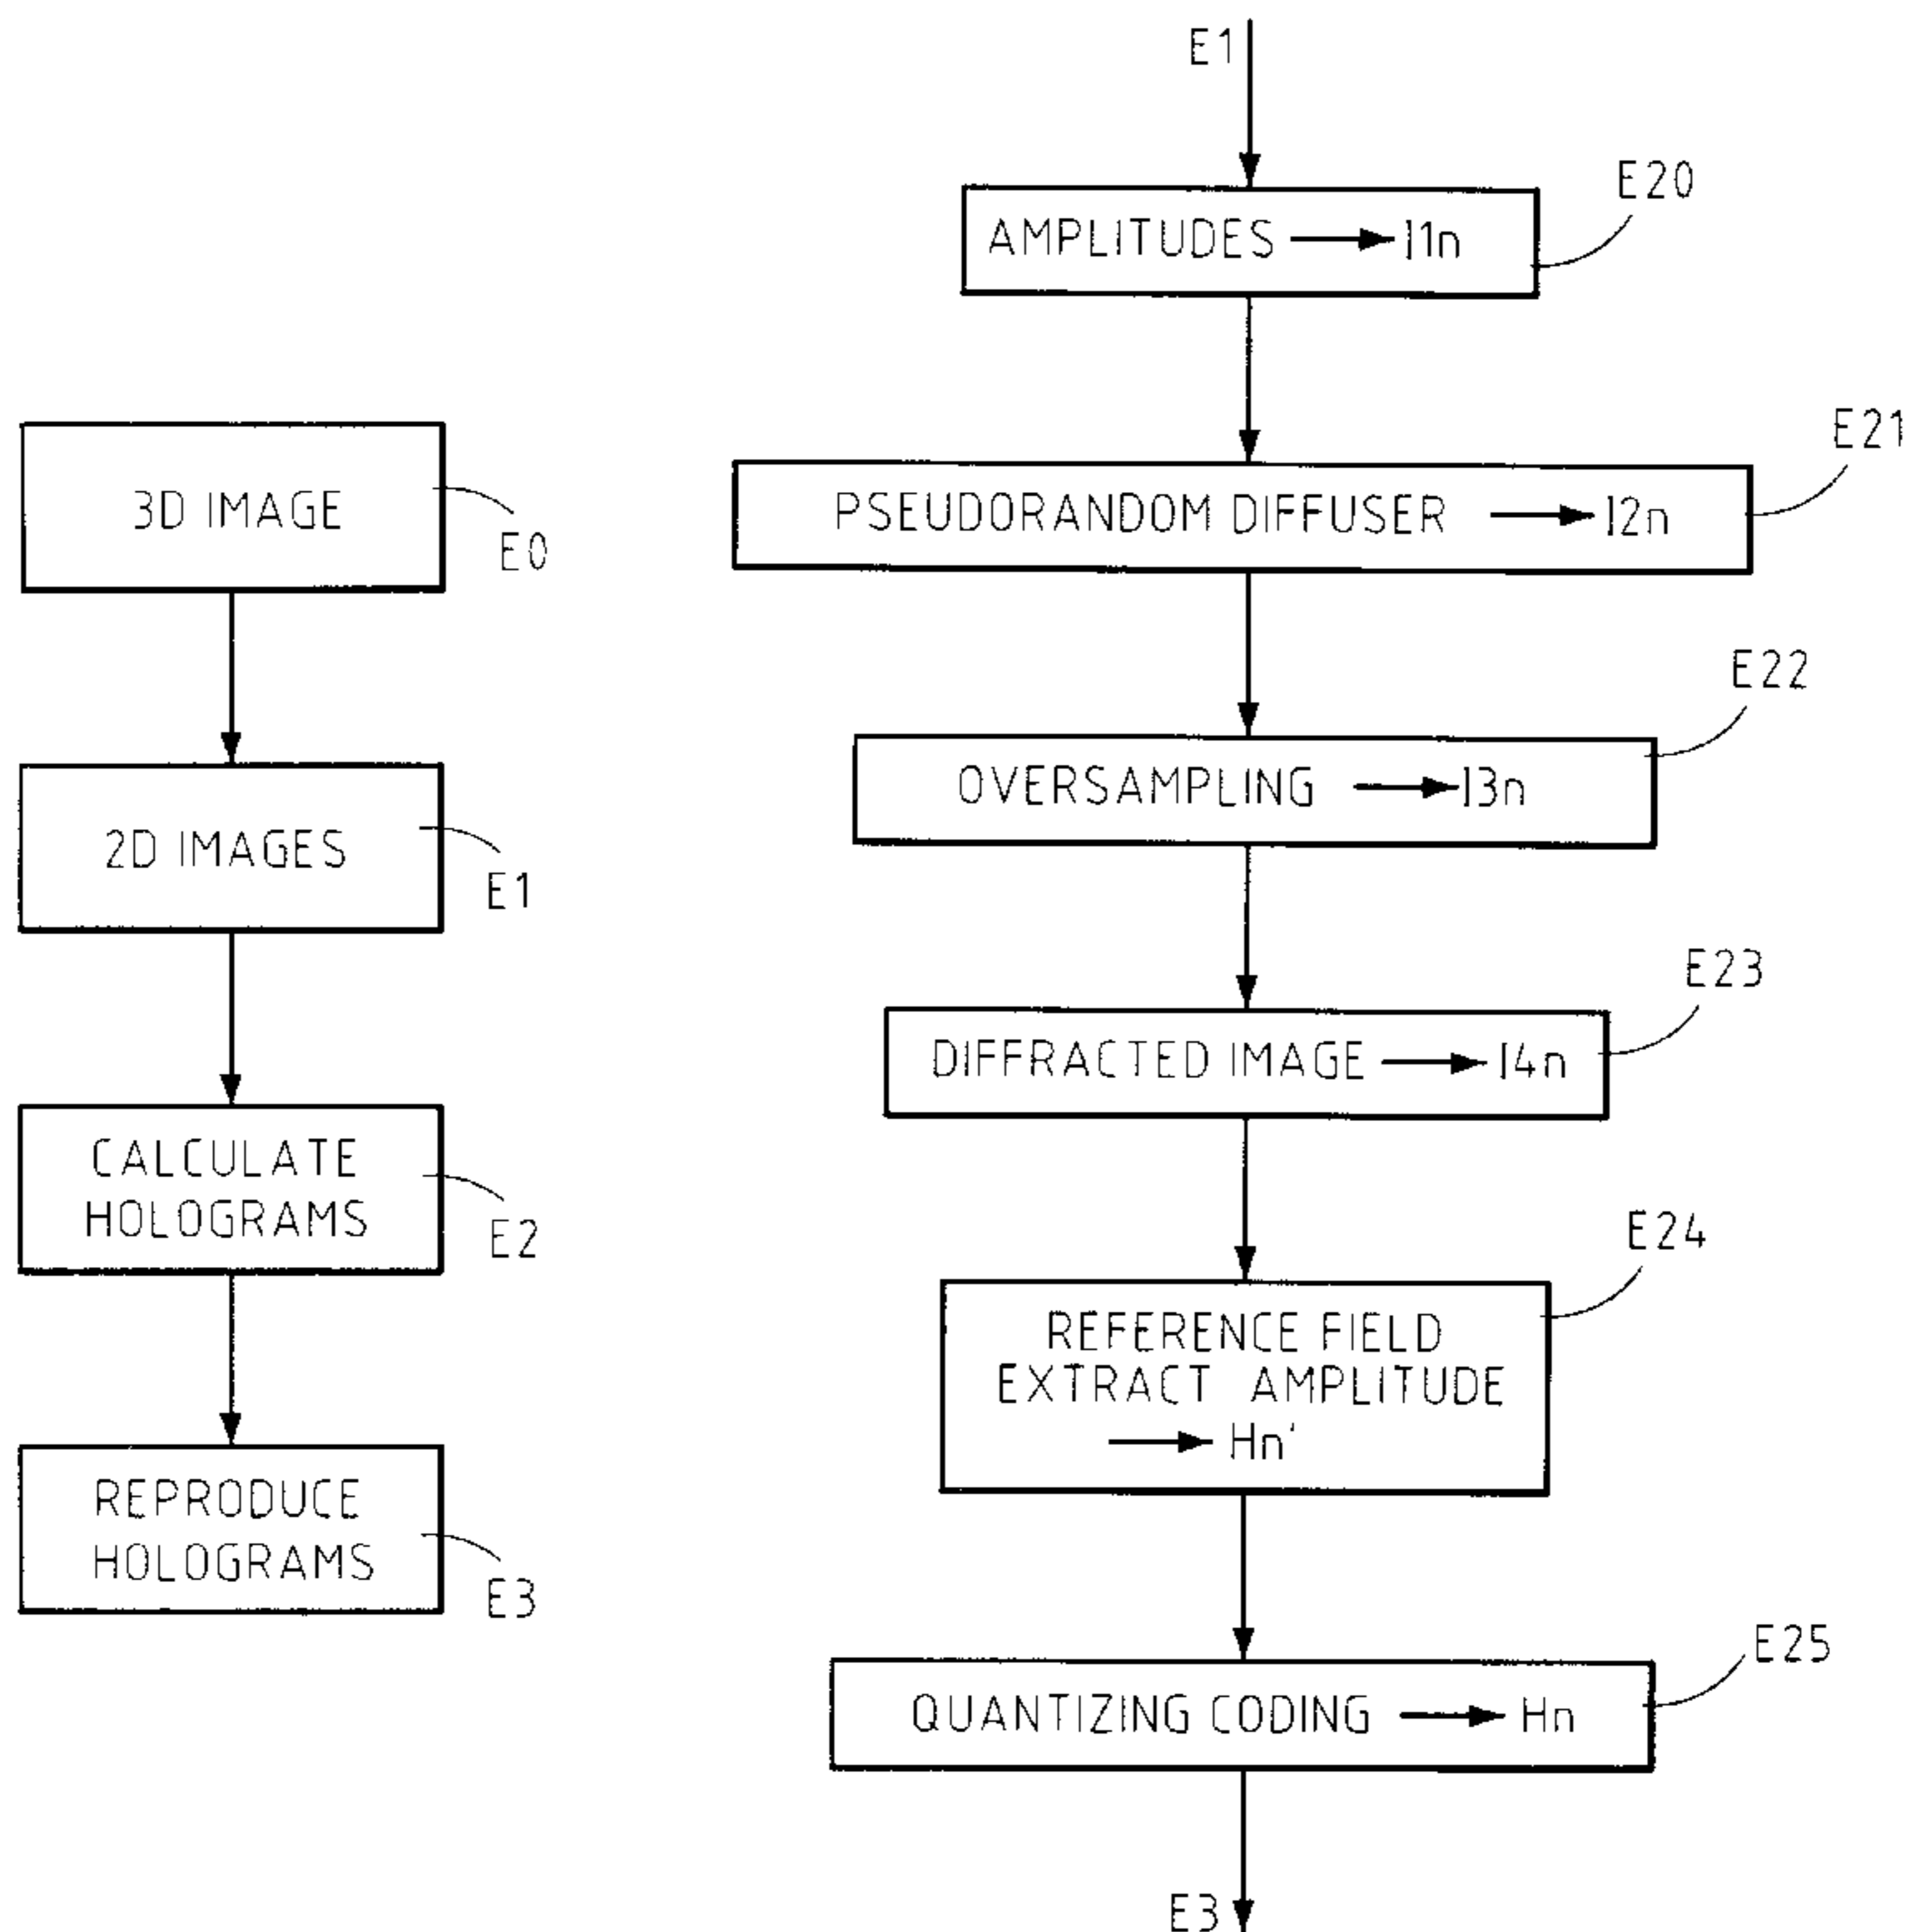 3D IMAGE
E0
2D IMAGES
E1
CALCULATE
HOLOGRAMS
E2
REPRODUCE
HOLOGRAMS
E3
E1
AMPLITUDES → I1n
E20
PSEUDORANDOM DIFFUSER → I2n
E21
OVERSAMPLING → I3n
E22
DIFFRACTED IMAGE → I4n
E23
REFERENCE FIELD
EXTRACT AMPLITUDE
→ Hn'
E24
QUANTIZING CODING → Hn
E25
E3